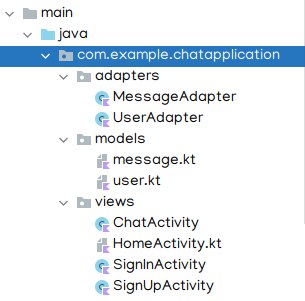 main
java
com.example.chatapplication
adapters
MessageAdapter
UserAdapter
models
message.kt
user.kt
views
ChatActivity
HomeActivity.kt
SignInActivity
SignUpActivity